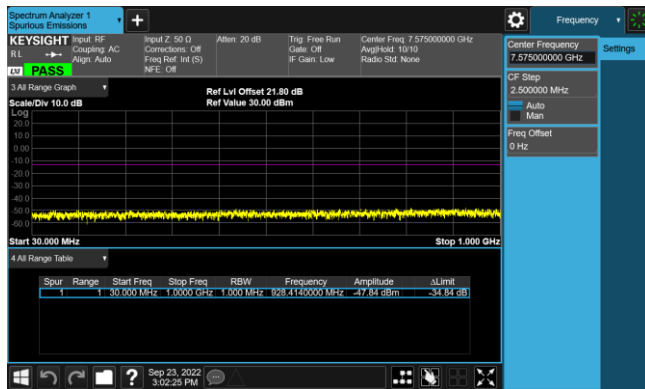 Spectrum Analyzer 1
Spurious Emissions
Frequency
KEYSIGHT
RL
Input: RF
Coupling: AC
Align: Auto
Input Z: 50 Ω
Corrections: Off
Freq Ref: Int (S)
NFE: Off
Atten: 20 dB
Trig: Free Run
Gate: Off
IF Gain: Low
Center Freq: 7.575000000 GHz
Avg|Hold: 10/10
Radio Std: None
LXI PASS
3 All Range Graph
Scale/Div 10.0 dB
Ref Lvl Offset 21.80 dB
Ref Value 30.00 dBm
Log
20.0
10.0
0.00
-10.0
-20.0
-30.0
-40.0
-50.0
-60.0
Start 30.000 MHz
Stop 1.000 GHz
4 All Range Table
Spur Range Start Freq Stop Freq RBW Frequency Amplitude ΔLimit
1 1 30.000 MHz 1.0000 GHz 1.000 MHz 928.4140000 MHz -47.84 dBm -34.84 dB
?
Sep 23, 2022
3:02:25 PM
Center Frequency
7.575000000 GHz
Settings
CF Step
2.500000 MHz
Auto
Man
Freq Offset
0 Hz